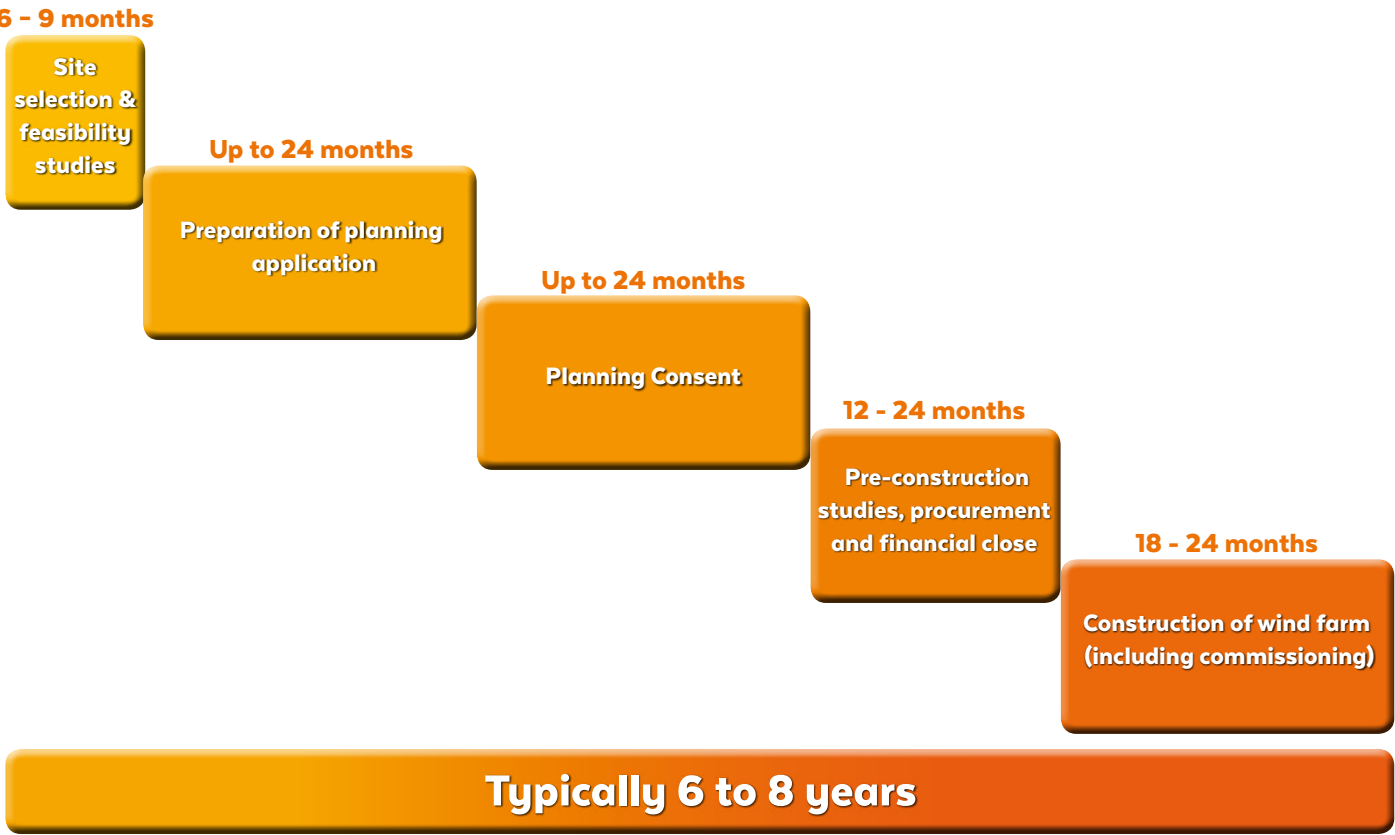 6 – 9 months
Site
selection &
feasibility
studies
Up to 24 months
Preparation of planning
application
Up to 24 months
Planning Consent
12 - 24 months
Pre-construction
studies, procurement
and financial close
18 - 24 months
Construction of wind farm
(including commissioning)
Typically 6 to 8 years